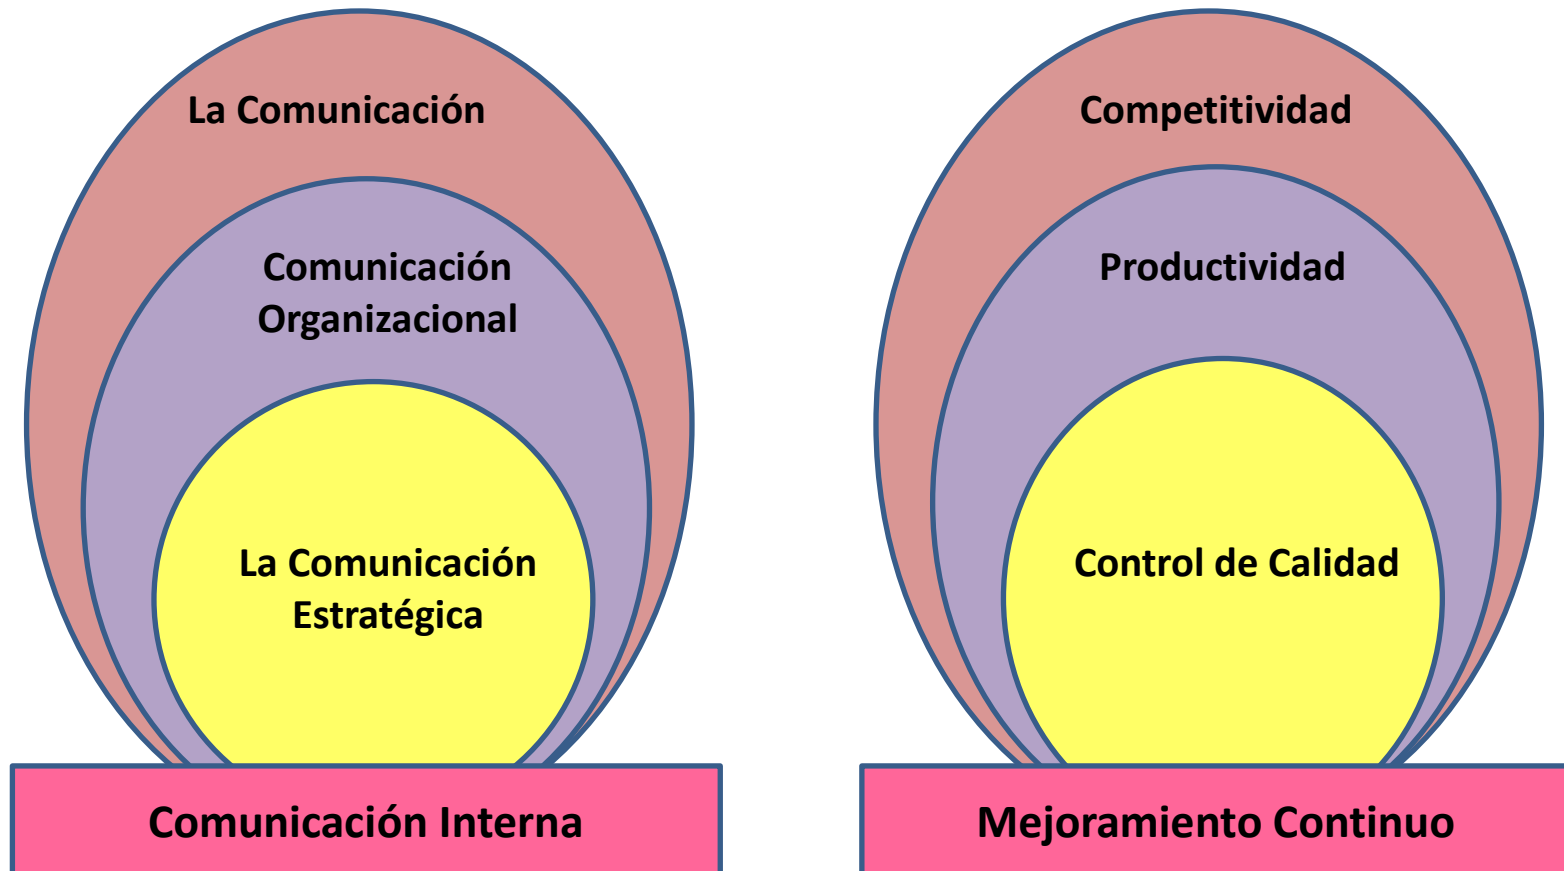 La Comunicación
Comunicación
Organizacional
La Comunicación
Estratégica
Comunicación Interna
Competitividad
Productividad
Control de Calidad
Mejoramiento Continuo